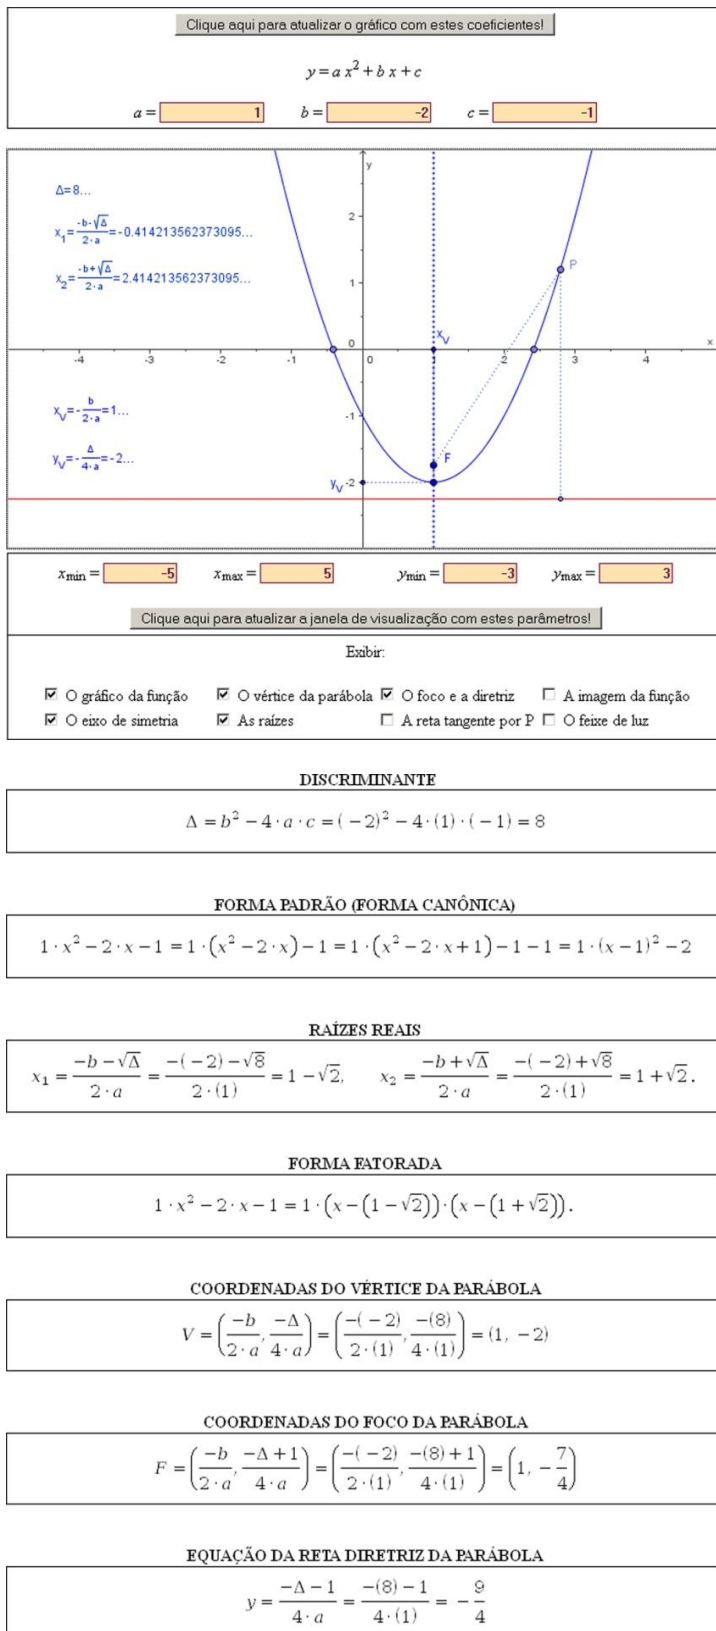 Clique aqui para atualizar o gráfico com estes coeficientes!
y = a x² + b x + c
a = 1 b = -2 c = -1
y
Δ=8...
x₁=(-b-√Δ)/(2·a)=-0.414213562373095...
x₂=(-b+√Δ)/(2·a)=2.414213562373095...
2
1
P
0
x_V
x
-4 -3 -2 -1 0 1 2 3 4 5
-1
x_V=-b/(2·a)=1...
y_V=-Δ/(4·a)=-2...
F
y_V -2
x_min = -5 x_max = 5 y_min = -3 y_max = 3
Clique aqui para atualizar a janela de visualização com estes parâmetros!
Exibir:
O gráfico da função O vértice da parábola O foco e a diretriz A imagem da função
O eixo de simetria As raízes A reta tangente por P O feixe de luz
DISCRIMINANTE
Δ = b² − 4 · a · c = ( − 2)² − 4 · (1) · ( − 1) = 8
FORMA PADRÃO (FORMA CANÔNICA)
1 · x² − 2 · x − 1 = 1 · (x² − 2 · x) − 1 = 1 · (x² − 2 · x + 1) − 1 − 1 = 1 · (x − 1)² − 2
RAÍZES REAIS
x₁ = (−b − √Δ)/(2 · a) = (−( − 2) − √8)/(2 · (1)) = 1 − √2, x₂ = (−b + √Δ)/(2 · a) = (−( − 2) + √8)/(2 · (1)) = 1 + √2.
FORMA FATORADA
1 · x² − 2 · x − 1 = 1 · (x − (1 − √2)) · (x − (1 + √2)).
COORDENADAS DO VÉRTICE DA PARÁBOLA
V = (−b/(2 · a), −Δ/(4 · a)) = (−( − 2)/(2 · (1)), −(8)/(4 · (1))) = (1, − 2)
COORDENADAS DO FOCO DA PARÁBOLA
F = (−b/(2 · a), (−Δ + 1)/(4 · a)) = (−( − 2)/(2 · (1)), (−(8) + 1)/(4 · (1))) = (1, − 7/4)
EQUAÇÃO DA RETA DIRETRIZ DA PARÁBOLA
y = (−Δ − 1)/(4 · a) = (−(8) − 1)/(4 · (1)) = − 9/4